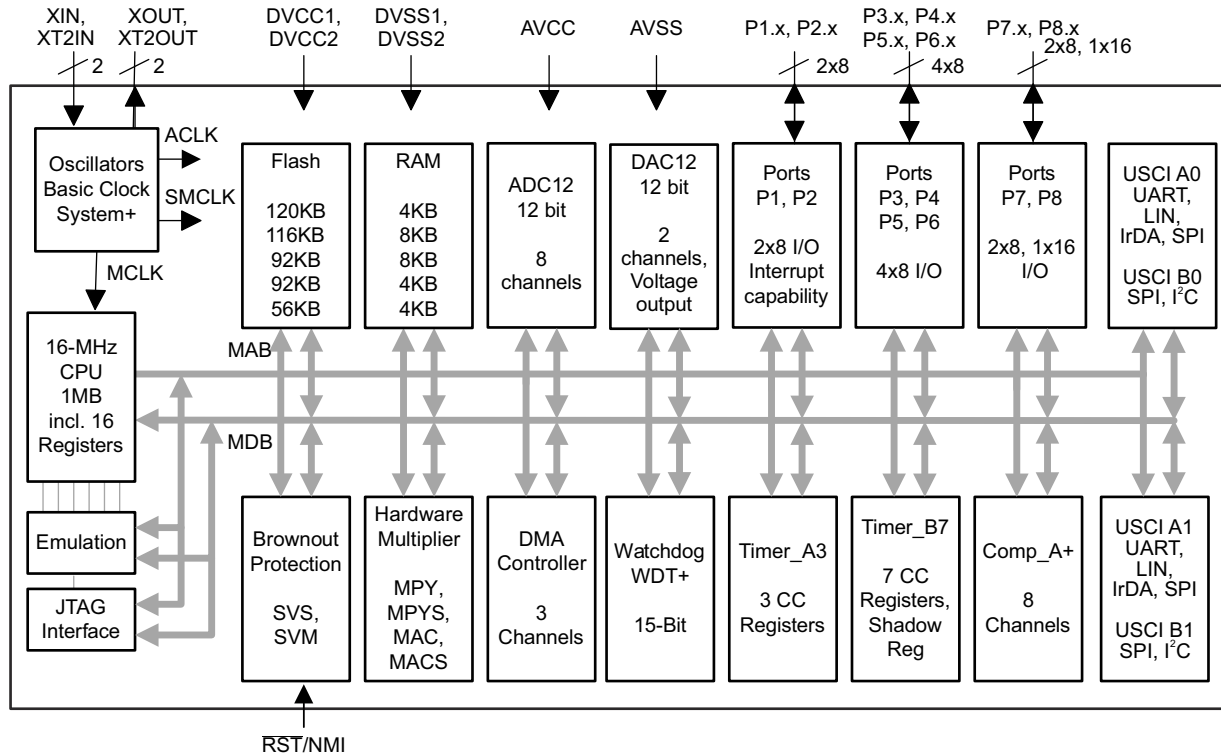 XIN,
XT2IN
2
XOUT,
XT2OUT
2
DVCC1,
DVCC2
DVSS1,
DVSS2
AVCC
AVSS
P1.x, P2.x
2x8
P3.x, P4.x
P5.x, P6.x
4x8
P7.x, P8.x
2x8, 1x16
Oscillators
Basic Clock
System+
ACLK
SMCLK
MCLK
Flash
120KB
116KB
92KB
92KB
56KB
RAM
4KB
8KB
8KB
4KB
4KB
ADC12
12 bit
8
channels
DAC12
12 bit
2
channels,
Voltage
output
Ports
P1, P2
2x8 I/O
Interrupt
capability
Ports
P3, P4
P5, P6
4x8 I/O
Ports
P7, P8
2x8, 1x16
I/O
USCI A0
UART,
LIN,
IrDA, SPI
USCI B0
SPI, I²C
16-MHz
CPU
1MB
incl. 16
Registers
MAB
MDB
Emulation
JTAG
Interface
Brownout
Protection
SVS,
SVM
Hardware
Multiplier
MPY,
MPYS,
MAC,
MACS
DMA
Controller
3
Channels
Watchdog
WDT+
15-Bit
Timer_A3
3 CC
Registers
Timer_B7
7 CC
Registers,
Shadow
Reg
Comp_A+
8
Channels
USCI A1
UART,
LIN,
IrDA, SPI
USCI B1
SPI, I²C
RST/NMI